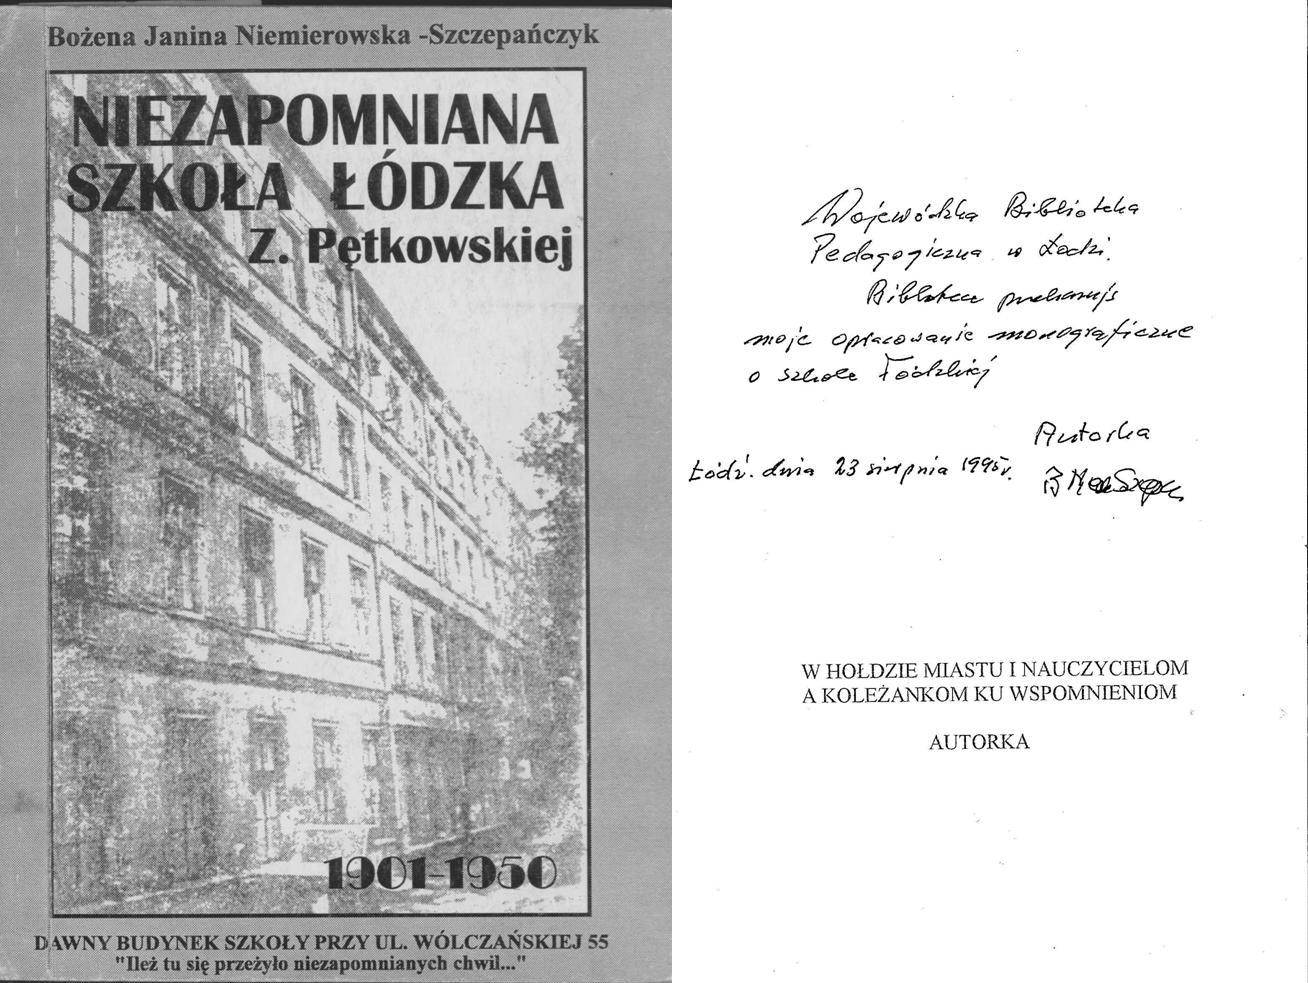 Bożena Janina Niemierowska -Szczepańczyk
NIEZAPOMNIANA
SZKOŁA ŁÓDZKA
Z. Pętkowskiej
1901-1950
DAWNY BUDYNEK SZKOŁY PRZY UL. WÓLCZAŃSKIEJ 55
"Ileż tu się przeżyło niezapomnianych chwil..."
Wojewódzka Biblioteka
Pedagogiczna w Łodzi.
Bibliotece przekazuję
moje opracowanie monograficzne
o szkole Łódzkiej
Autorka
Łódź. dnia 23 sierpnia 1995r.
W HOŁDZIE MIASTU I NAUCZYCIELOM
A KOLEŻANKOM KU WSPOMNIENIOM
AUTORKA